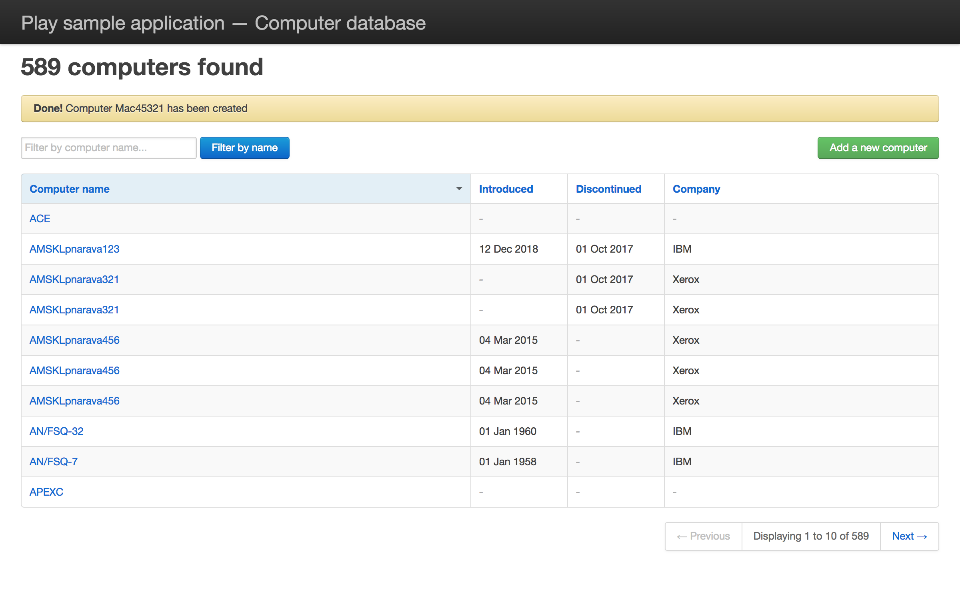 Play sample application — Computer database
589 computers found
Done! Computer Mac45321 has been created
Filter by computer name... Filter by name Add a new computer
Computer name Introduced Discontinued Company
ACE - - -
AMSKLpnarava123 12 Dec 2018 01 Oct 2017 IBM
AMSKLpnarava321 - 01 Oct 2017 Xerox
AMSKLpnarava321 - 01 Oct 2017 Xerox
AMSKLpnarava456 04 Mar 2015 - Xerox
AMSKLpnarava456 04 Mar 2015 - Xerox
AMSKLpnarava456 04 Mar 2015 - Xerox
AN/FSQ-32 01 Jan 1960 - IBM
AN/FSQ-7 01 Jan 1958 - IBM
APEXC - - -
← Previous Displaying 1 to 10 of 589 Next →